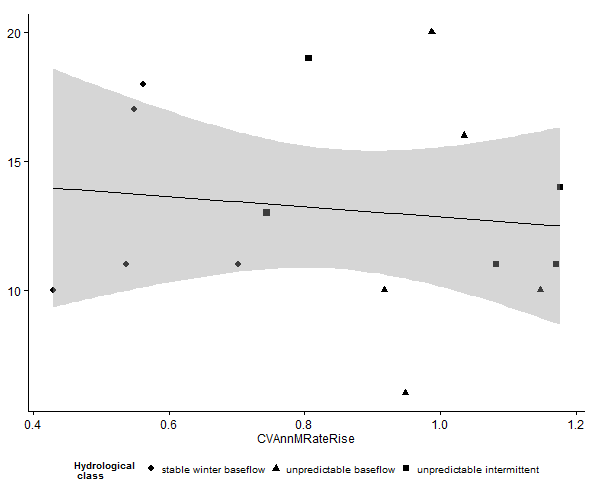 20
15
10
0.4 0.6 0.8 1.0 1.2
CVAnnMRateRise
Hydrological
class
stable winter baseflow unpredictable baseflow unpredictable intermittent